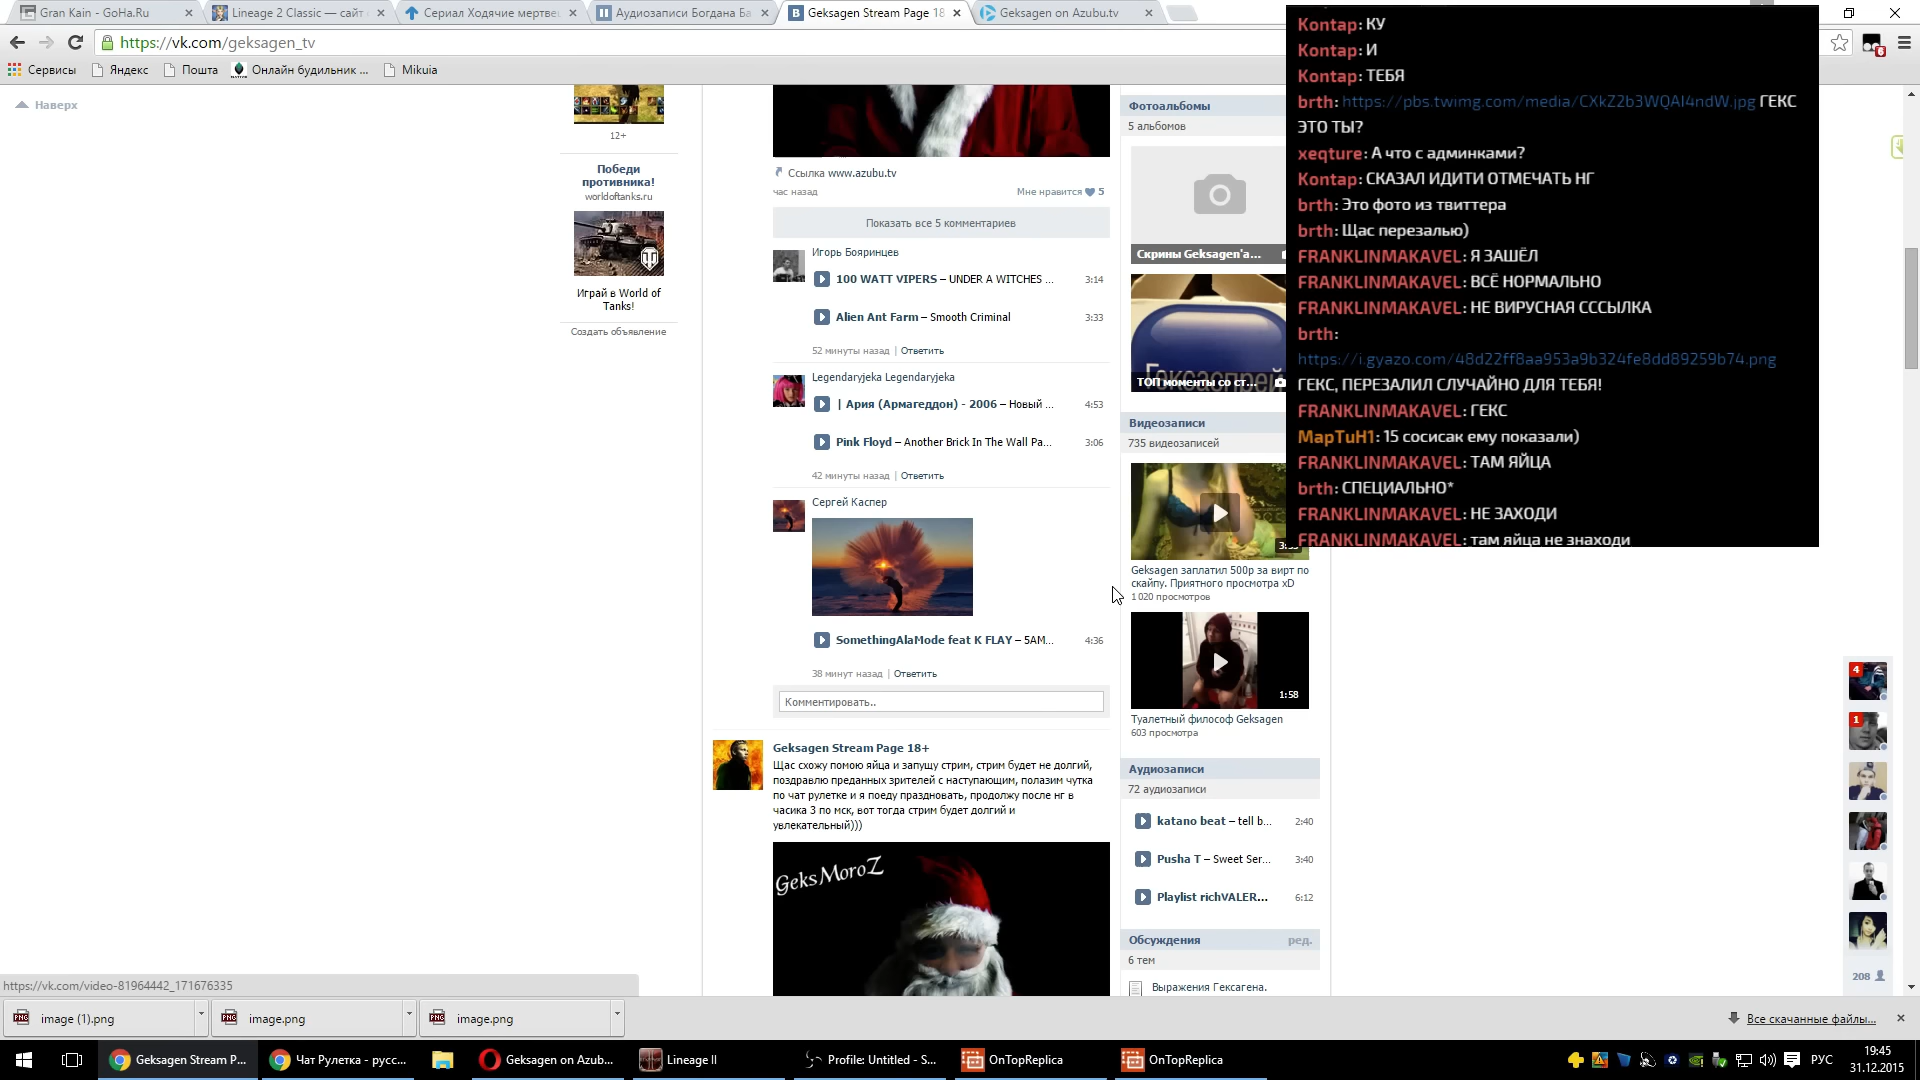 Gran Kain - GoHa.Ru
Lineage 2 Classic — сайт
Сериал Ходячие мертве
Аудиозаписи Богдана Ба
Geksagen Stream Page 18
Geksagen on Azubu.tv
https://vk.com/geksagen_tv
Сервисы
Яндекс
Почта
Онлайн будильник ...
Mikuia
Наверх
12+
Победи
противника!
worldoftanks.ru
Играй в World of
Tanks!
Создать объявление
Ссылка www.azubu.tv
час назад
Мне нравится 5
Показать все 5 комментариев
Игорь Бояринцев
100 WATT VIPERS – UNDER A WITCHES ... 3:14
Alien Ant Farm – Smooth Criminal 3:33
52 минуты назад | Ответить
Legendaryjeka Legendaryjeka
| Ария (Армагеддон) - 2006 – Новый ... 4:53
Pink Floyd – Another Brick In The Wall Pa... 3:06
42 минуты назад | Ответить
Сергей Каспер
SomethingAlaMode feat K FLAY – 5AM... 4:36
38 минут назад | Ответить
Комментировать..
Geksagen Stream Page 18+
Щас схожу помою яйца и запущу стрим, стрим будет не долгий,
поздравлю преданных зрителей с наступающим, полазим чутка
по чат рулетке и я поеду праздновать, продолжу после нг в
часика 3 по мск, вот тогда стрим будет долгий и
увлекательный)))
GeksMoroZ
Фотоальбомы
5 альбомов
Скрины Geksagen'а...
Гексаспрей
ТОП моменты со ст...
Видеозаписи
735 видеозаписей
Geksagen заплатил 500р за вирт по
скайпу. Приятного просмотра xD
1 020 просмотров
1:58
Туалетный философ Geksagen
603 просмотра
Аудиозаписи
72 аудиозаписи
katano beat – tell b... 2:40
Pusha T – Sweet Ser... 3:40
Playlist richVALER... 6:12
Обсуждения ред.
6 тем
Выражения Гексагена.
Kontap: КУ
Kontap: И
Kontap: ТЕБЯ
brth: https://pbs.twimg.com/media/CXkZ2b3WQAI4ndW.jpg ГЕКС
ЭТО ТЫ?
xeqture: А что с админками?
Kontap: СКАЗАЛ ИДИТИ ОТМЕЧАТЬ НГ
brth: Это фото из твиттера
brth: Щас перезалью)
FRANKLINMAKAVEL: Я ЗАШЁЛ
FRANKLINMAKAVEL: ВСЁ НОРМАЛЬНО
FRANKLINMAKAVEL: НЕ ВИРУСНАЯ СССЫЛКА
brth:
https://i.gyazo.com/48d22ff8aa953a9b324fe8dd89259b74.png
ГЕКС, ПЕРЕЗАЛИЛ СЛУЧАЙНО ДЛЯ ТЕБЯ!
FRANKLINMAKAVEL: ГЕКС
MapTuH1: 15 сосисак ему показали)
FRANKLINMAKAVEL: ТАМ ЯЙЦА
brth: СПЕЦИАЛЬНО*
FRANKLINMAKAVEL: НЕ ЗАХОДИ
FRANKLINMAKAVEL: там яйца не знаходи
4
1
208
https://vk.com/video-81964442_171676335
image (1).png
image.png
image.png
Все скачанные файлы...
Geksagen Stream P...
Чат Рулетка - русс...
Geksagen on Azub...
Lineage II
Profile: Untitled - S...
OnTopReplica
OnTopReplica
РУС
19:45
31.12.2015